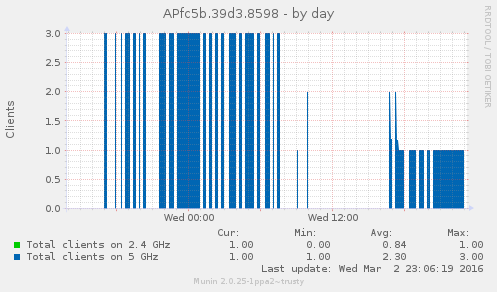 APfc5b.39d3.8598 - by day
RRDTOOL / TOBI OETIKER
Clients
3.0
2.5
2.0
1.5
1.0
0.5
0.0
Wed 00:00 Wed 12:00
Cur: Min: Avg: Max:
Total clients on 2.4 GHz 1.00 0.00 0.84 1.00
Total clients on 5 GHz 1.00 1.00 2.30 3.00
Last update: Wed Mar 2 23:06:19 2016
Munin 2.0.25-1ppa2~trusty